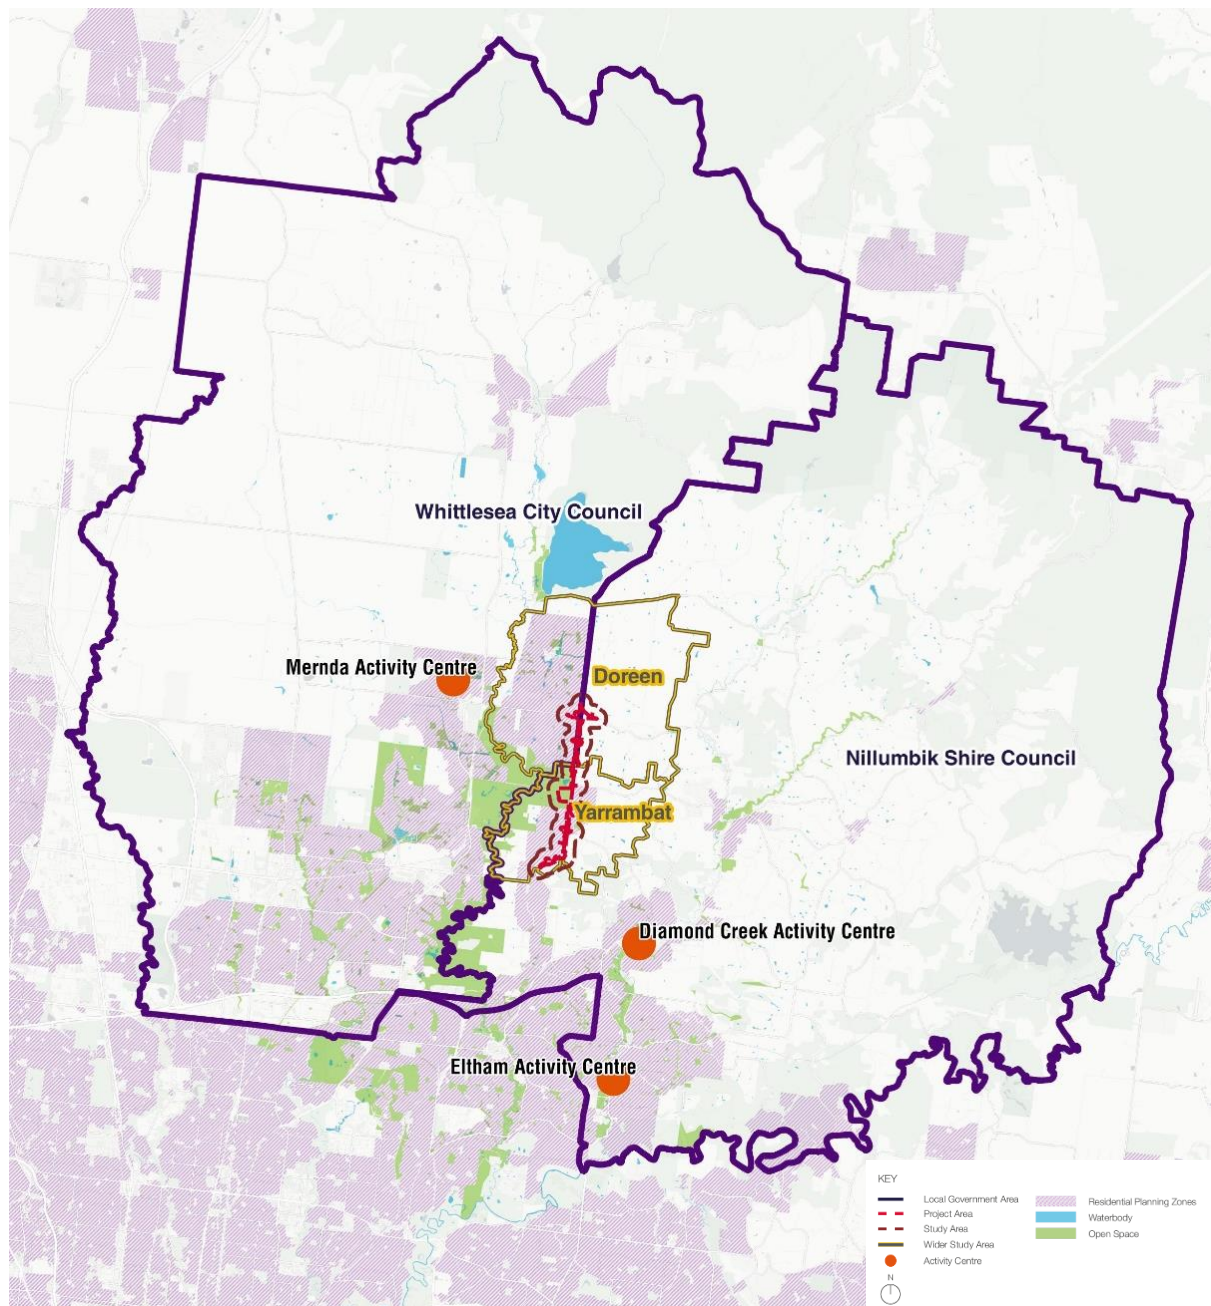 Whittlesea City Council
Mernda Activity Centre
Doreen
Nillumbik Shire Council
Yarrambat
Diamond Creek Activity Centre
Eltham Activity Centre
KEY
Local Government Area
Project Area
Study Area
Wider Study Area
Activity Centre
N
Residential Planning Zones
Waterbody
Open Space